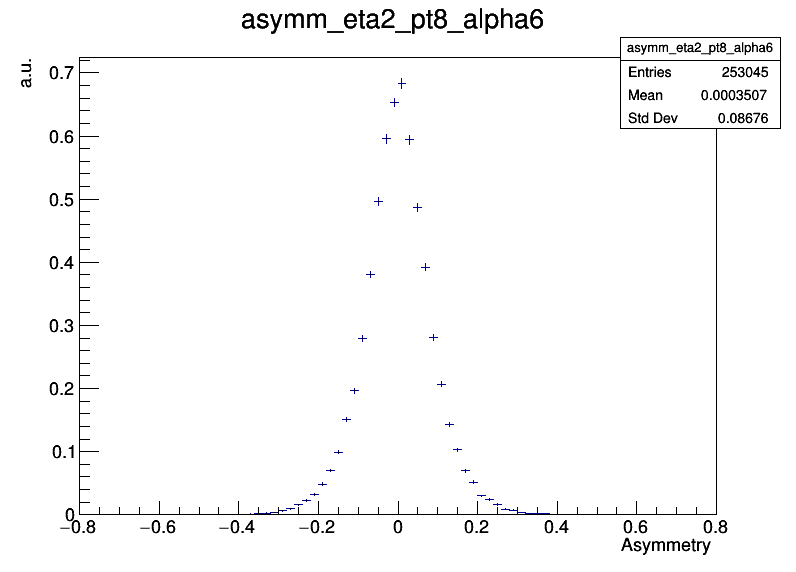 asymm_eta2_pt8_alpha6
a.u.
asymm_eta2_pt8_alpha6
Entries 253045
Mean 0.0003507
Std Dev 0.08676
0.7
0.6
0.5
0.4
0.3
0.2
0.1
0
−0.8 −0.6 −0.4 −0.2 0 0.2 0.4 0.6 0.8
Asymmetry